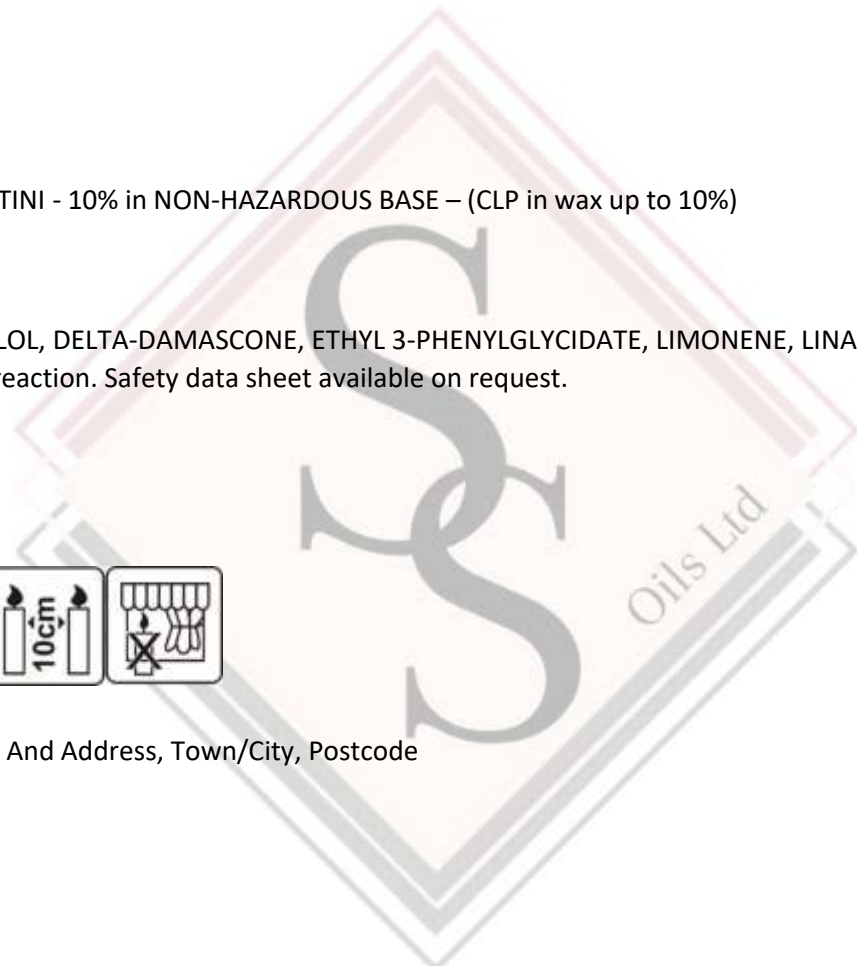 TINI - 10% in NON-HAZARDOUS BASE – (CLP in wax up to 10%)
LOL, DELTA-DAMASCONE, ETHYL 3-PHENYLGLYCIDATE, LIMONENE, LINA
reaction. Safety data sheet available on request.
S
S
Oils Ltd
10cm
And Address, Town/City, Postcode